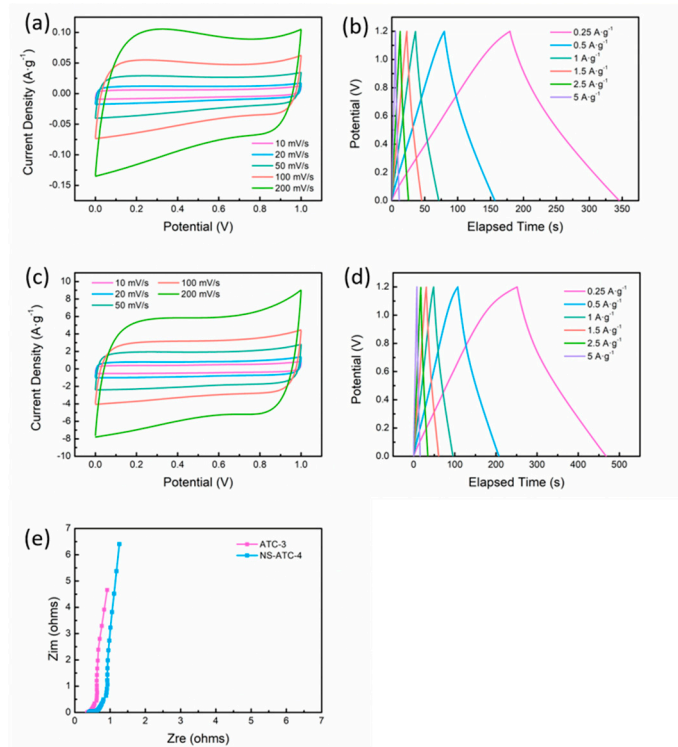 (a)
0.10
0.05
0.00
-0.05
-0.10
-0.15
Current Density (A·g⁻¹)
10 mV/s
20 mV/s
50 mV/s
100 mV/s
200 mV/s
0.0 0.2 0.4 0.6 0.8 1.0
Potential (V)
(b)
1.2
1.0
0.8
0.6
0.4
0.2
0.0
Potential (V)
0.25 A·g⁻¹
0.5 A·g⁻¹
1 A·g⁻¹
1.5 A·g⁻¹
2.5 A·g⁻¹
5 A·g⁻¹
0 50 100 150 200 250 300 350
Elapsed Time (s)
(c)
10
8
6
4
2
0
-2
-4
-6
-8
-10
Current Density (A·g⁻¹)
10 mV/s 100 mV/s
20 mV/s 200 mV/s
50 mV/s
0.0 0.2 0.4 0.6 0.8 1.0
Potential (V)
(d)
1.2
1.0
0.8
0.6
0.4
0.2
0.0
Potential (V)
0.25 A·g⁻¹
0.5 A·g⁻¹
1 A·g⁻¹
1.5 A·g⁻¹
2.5 A·g⁻¹
5 A·g⁻¹
0 100 200 300 400 500
Elapsed Time (s)
(e)
7
6
5
4
3
2
1
0
Zim (ohms)
ATC-3
NS-ATC-4
0 1 2 3 4 5 6 7
Zre (ohms)